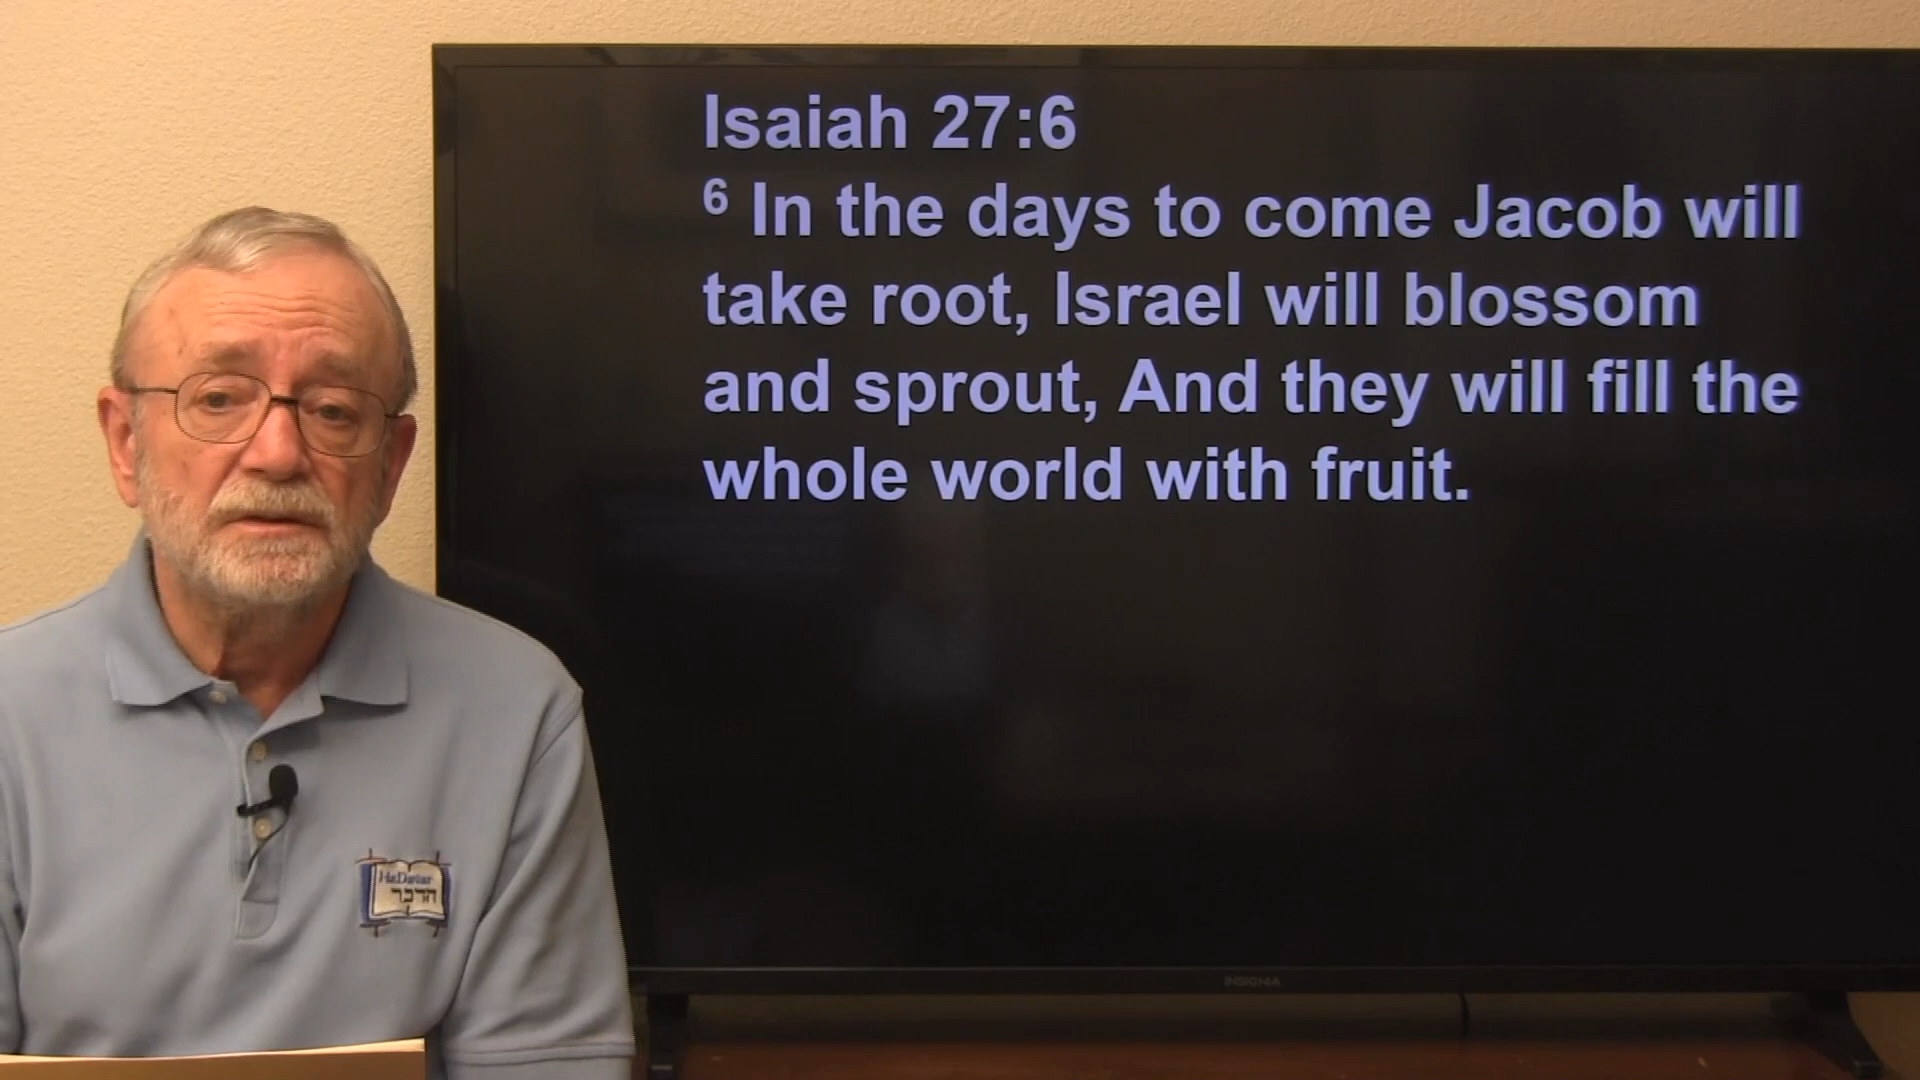 Isaiah 27:6
6 In the days to come Jacob will
take root, Israel will blossom
and sprout, And they will fill the
whole world with fruit.
HaDavar
הדבר
INSIGNIA